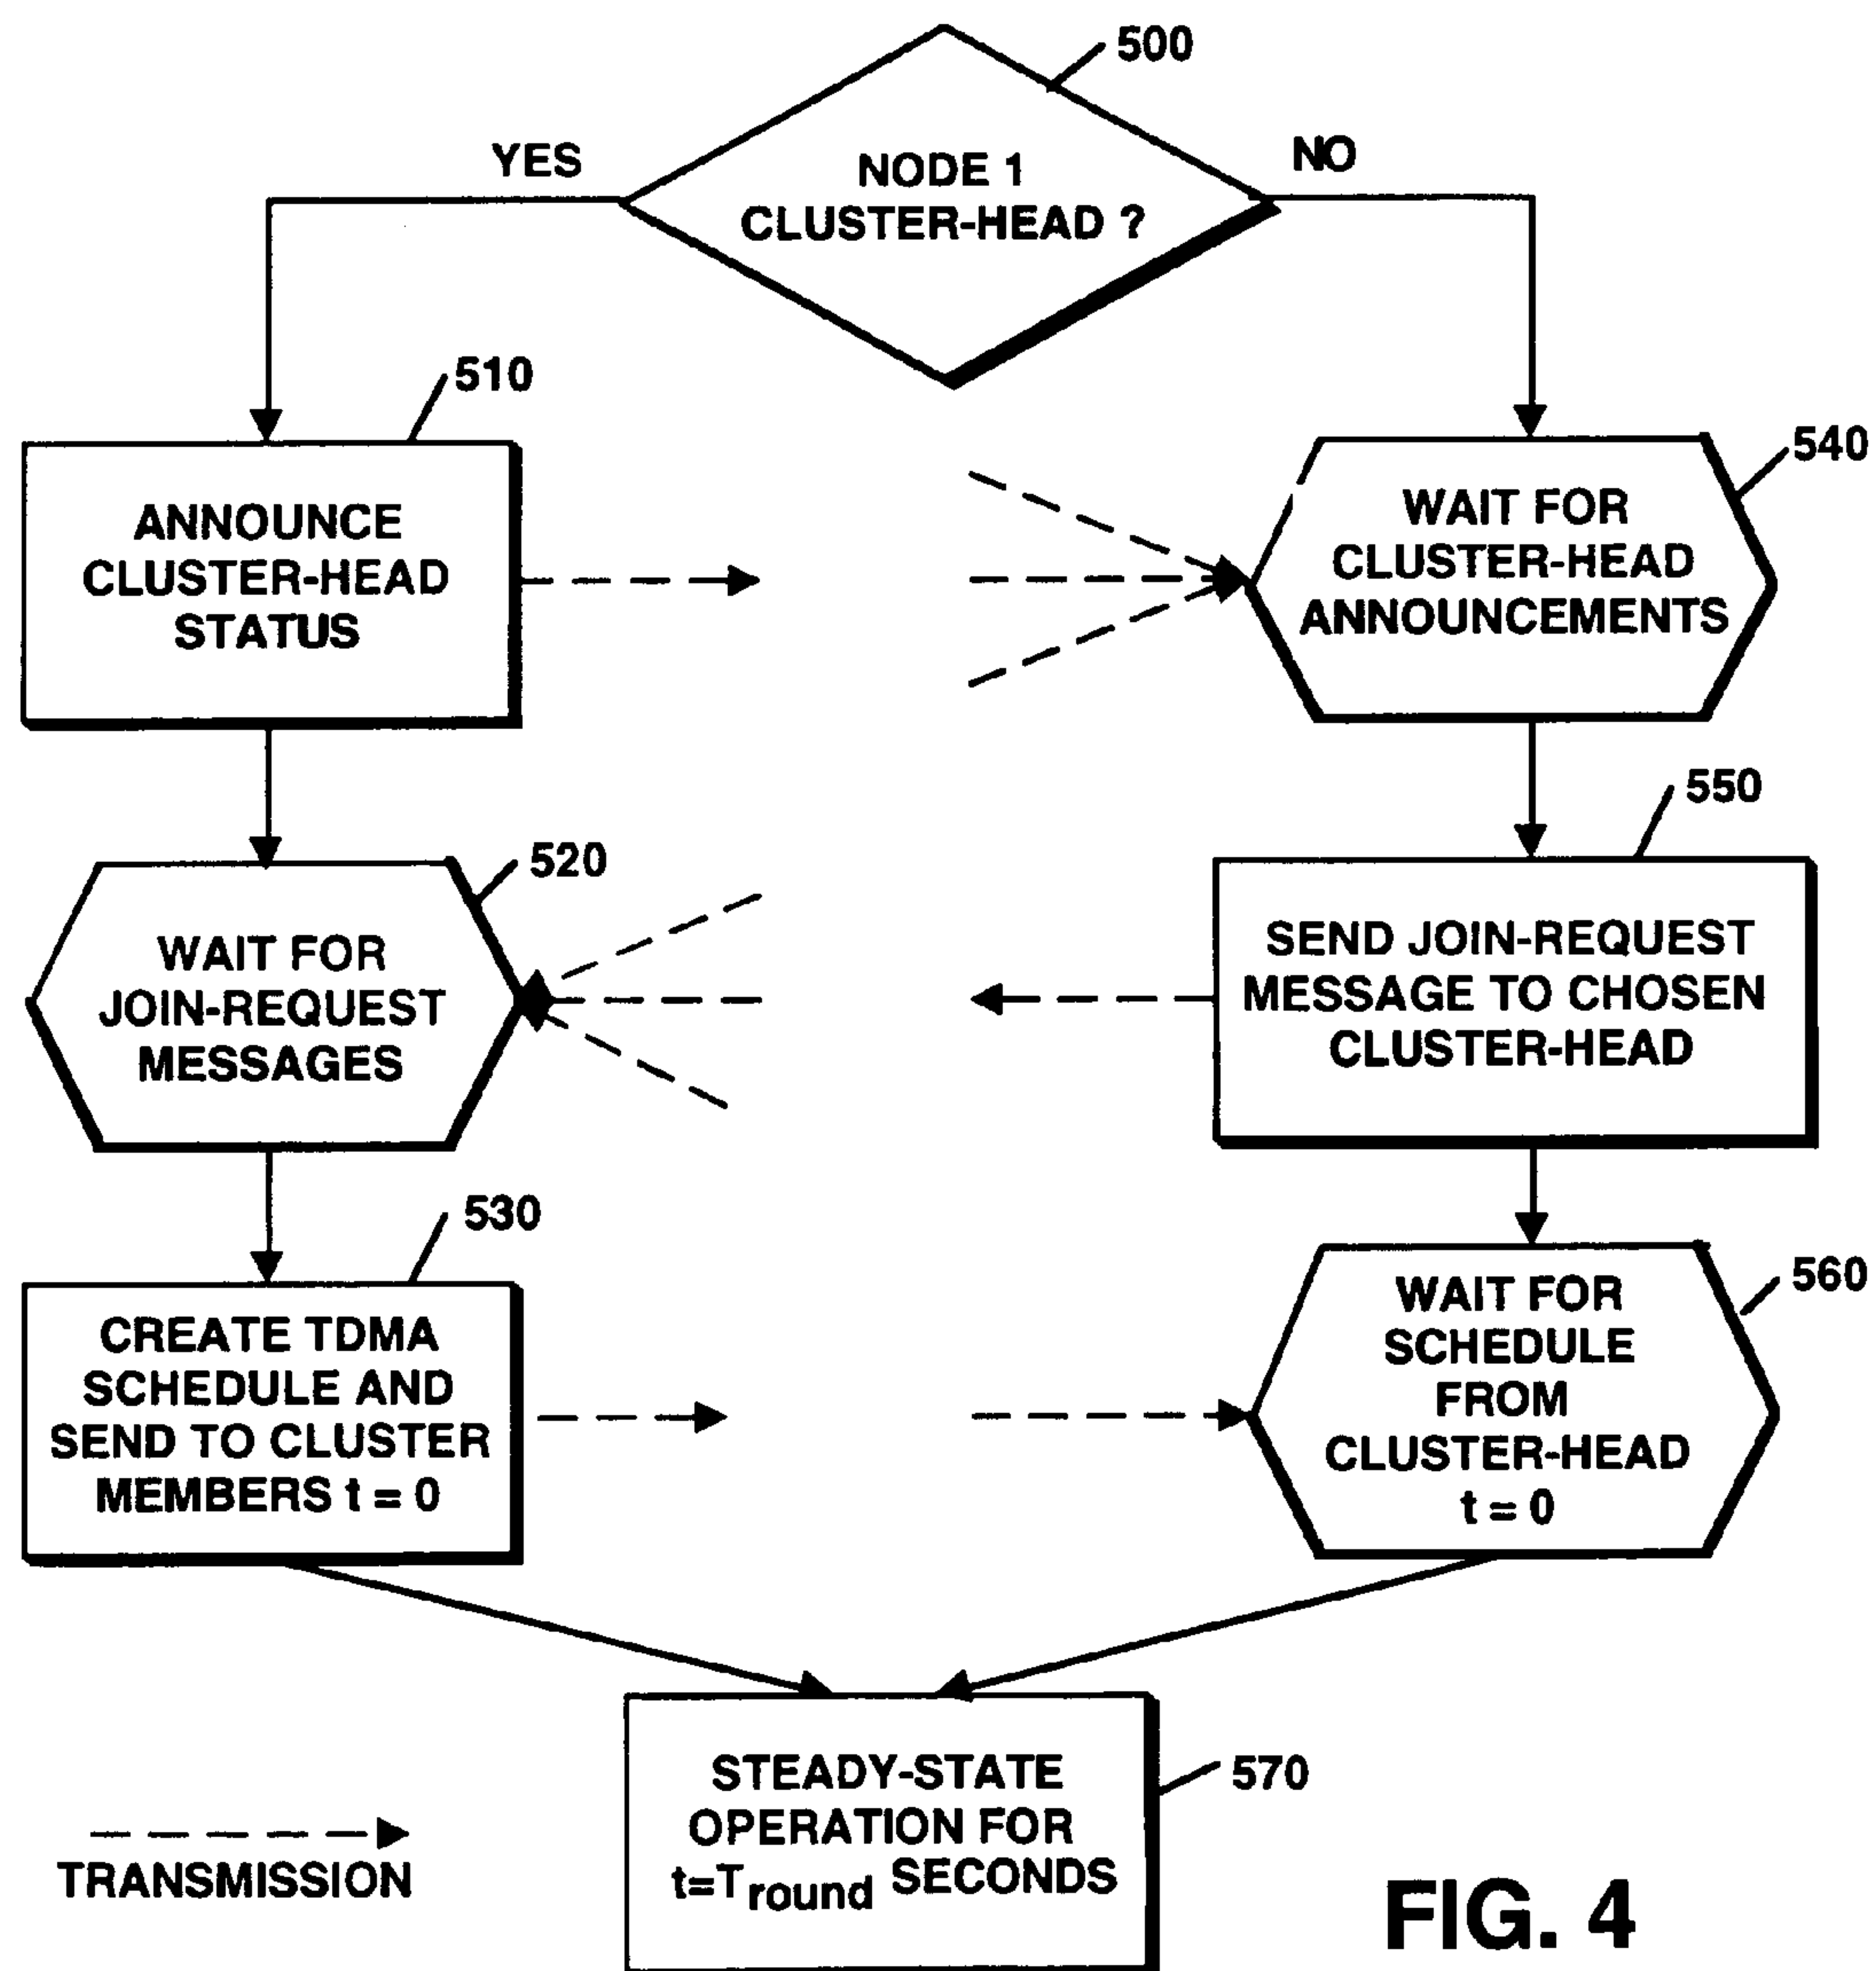 500
YES
NO
NODE 1
CLUSTER-HEAD ?
510
ANNOUNCE
CLUSTER-HEAD
STATUS
540
WAIT FOR
CLUSTER-HEAD
ANNOUNCEMENTS
520
WAIT FOR
JOIN-REQUEST
MESSAGES
550
SEND JOIN-REQUEST
MESSAGE TO CHOSEN
CLUSTER-HEAD
530
CREATE TDMA
SCHEDULE AND
SEND TO CLUSTER
MEMBERS t = 0
560
WAIT FOR
SCHEDULE
FROM
CLUSTER-HEAD
t = 0
570
STEADY-STATE
OPERATION FOR
t=Tround SECONDS
TRANSMISSION
FIG. 4